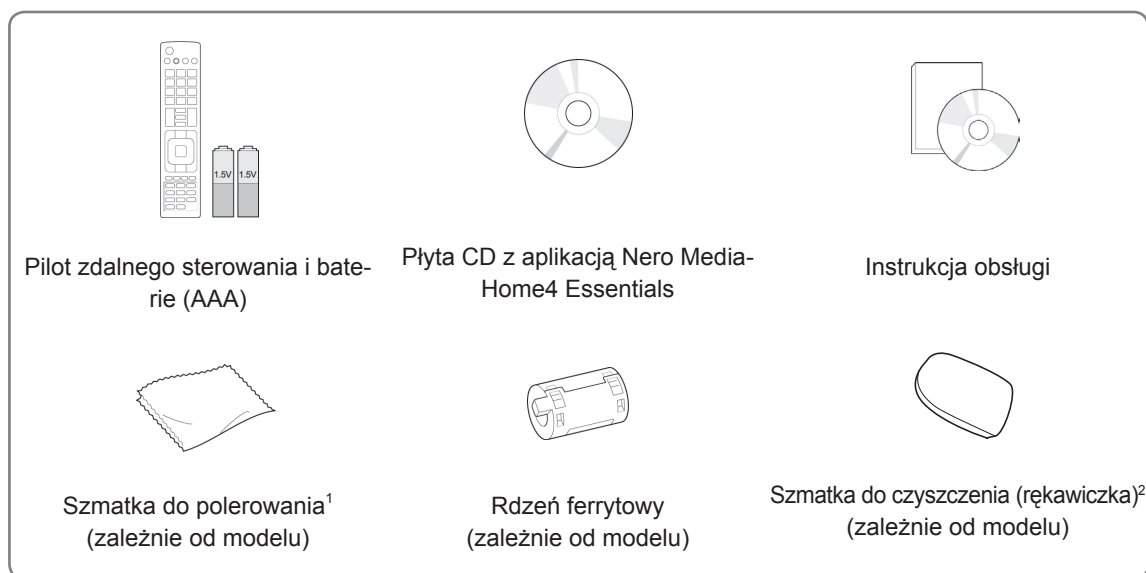 1.5V 1.5V
Pilot zdalnego sterowania i bate-
rie (AAA)
Płyta CD z aplikacją Nero Media-
Home4 Essentials
Instrukcja obsługi
Szmatka do polerowania¹
(zależnie od modelu)
Rdzeń ferrytowy
(zależnie od modelu)
Szmatka do czyszczenia (rękawiczka)²
(zależnie od modelu)